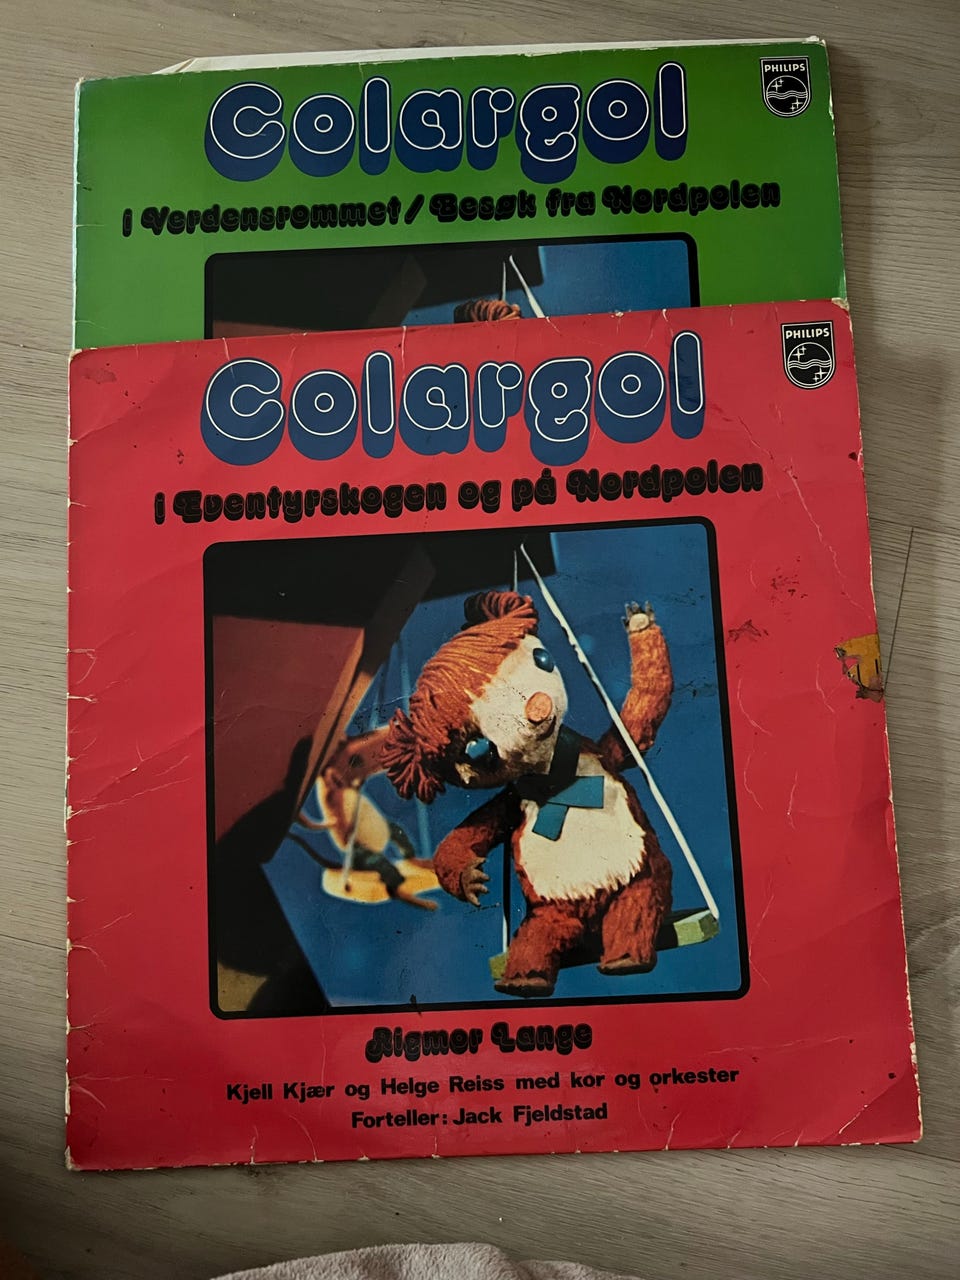 PHILIPS
Colargol
i Verdensrommet/Besøk fra Nordpolen
PHILIPS
Colargol
i Eventyrskogen og på Nordpolen
Rigmor Lange
Kjell Kjær og Helge Reiss med kor og orkester
Forteller: Jack Fjeldstad